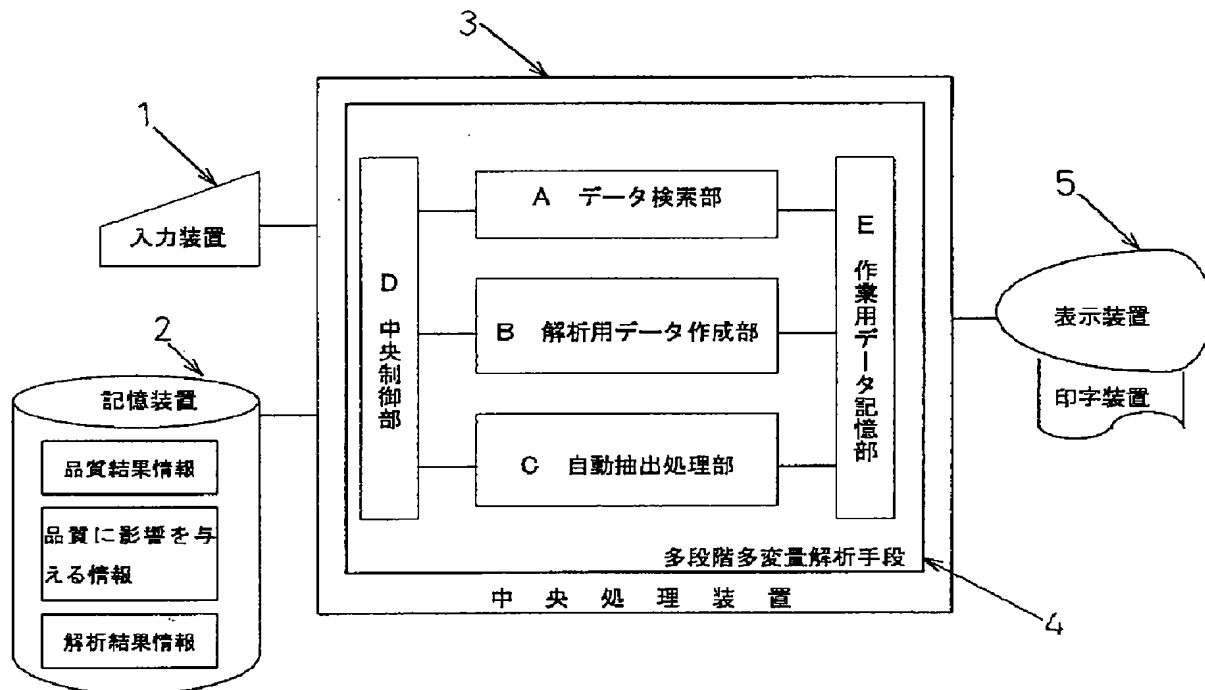 3
1
入力装置
2
記憶装置
品質結果情報
品質に影響を与
える情報
解析結果情報
D 中央制御部
A データ検索部
B 解析用データ作成部
C 自動抽出処理部
E 作業用データ記憶部
多段階多変量解析手段
中央処理装置
4
5
表示装置
印字装置